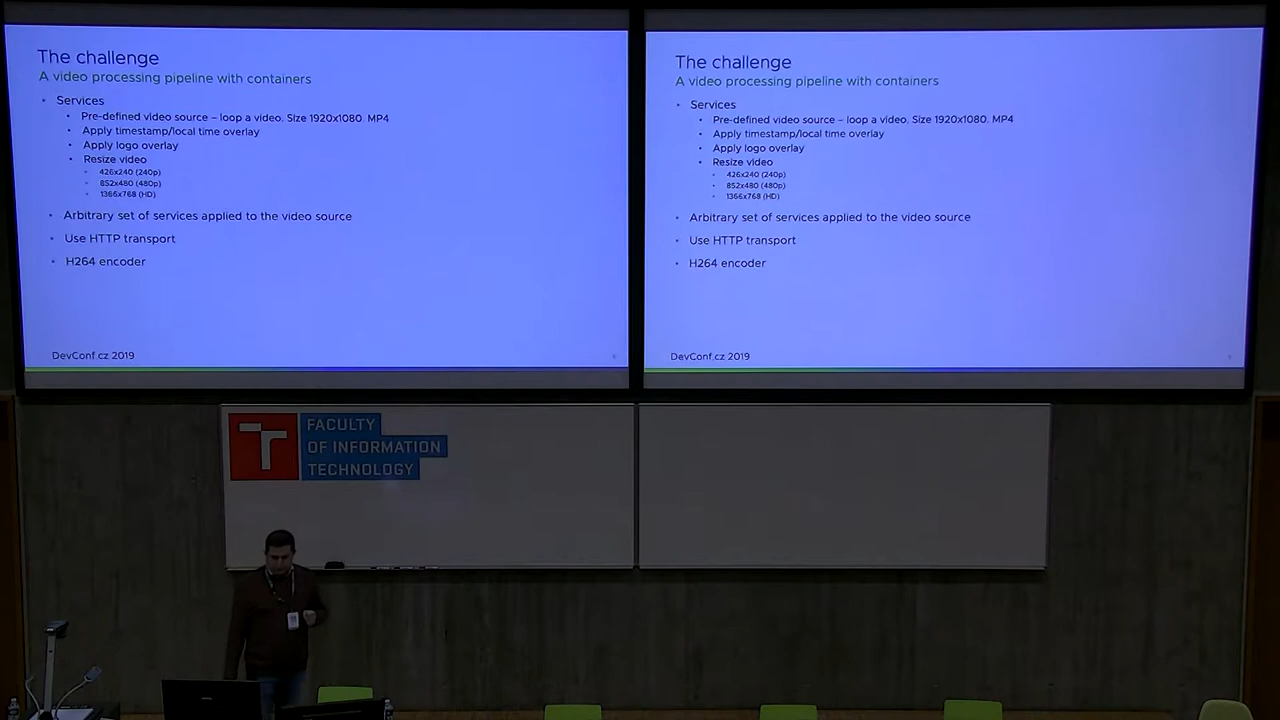 The challenge
A video processing pipeline with containers
Services
Pre-defined video source – loop a video. Size 1920x1080. MP4
Apply timestamp/local time overlay
Apply logo overlay
Resize video
426x240 (240p)
852x480 (480p)
1366x768 (HD)
Arbitrary set of services applied to the video source
Use HTTP transport
H264 encoder
DevConf.cz 2019
The challenge
A video processing pipeline with containers
Services
Pre-defined video source – loop a video. Size 1920x1080. MP4
Apply timestamp/local time overlay
Apply logo overlay
Resize video
426x240 (240p)
852x480 (480p)
1366x768 (HD)
Arbitrary set of services applied to the video source
Use HTTP transport
H264 encoder
DevConf.cz 2019
T
FACULTY
OF INFORMATION
TECHNOLOGY